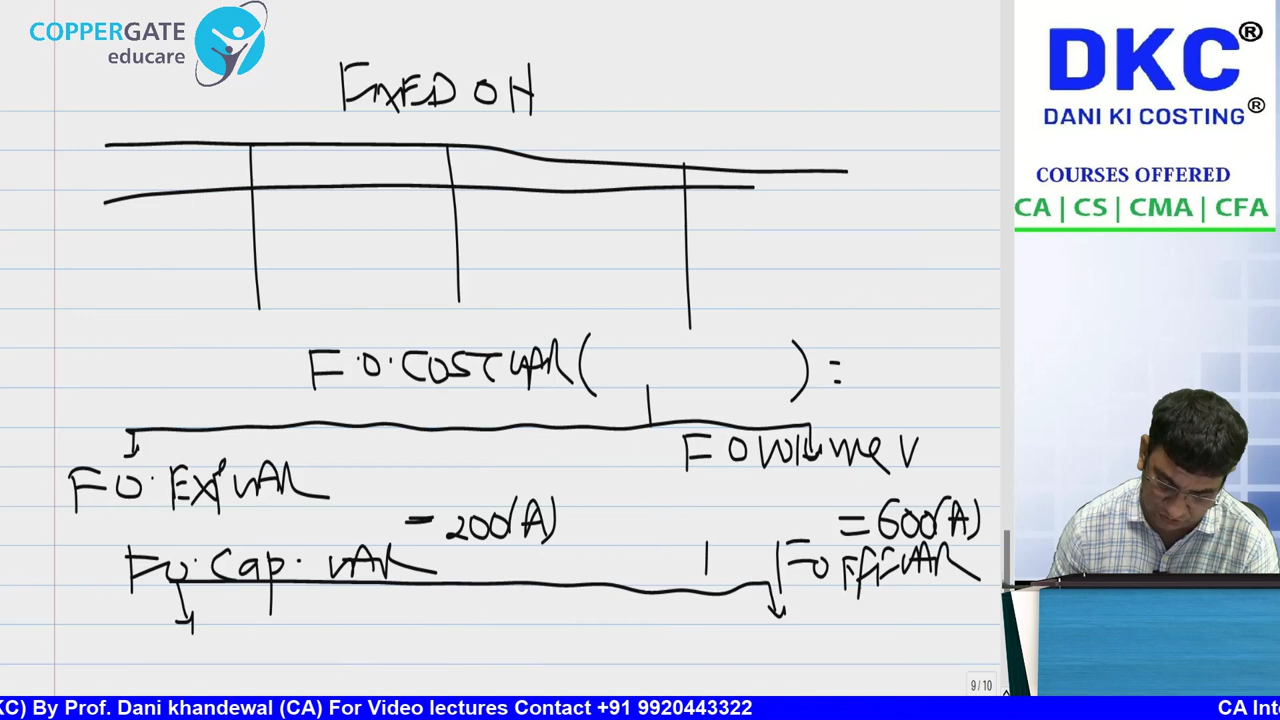 COPPERGATE
educare
FIXED OH
F.O.COST VAR( ) =
F O VOlUMe V
F O. EXP VAR
= 200(A)
= 600(A)
FO. Cap. VAR
FO EFF VAR
9 / 10
DKC®
DANI KI COSTING®
COURSES OFFERED
CA | CS | CMA | CFA
KC) By Prof. Dani khandewal (CA) For Video lectures Contact +91 9920443322
CA Int